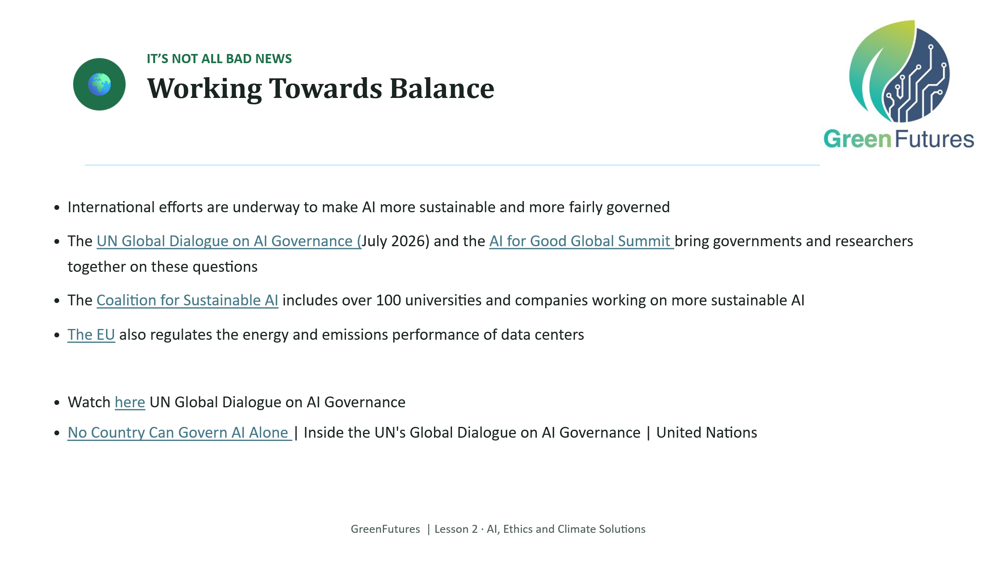 IT’S NOT ALL BAD NEWS
Working Towards Balance
GreenFutures
• International efforts are underway to make AI more sustainable and more fairly governed
• The UN Global Dialogue on AI Governance (July 2026) and the AI for Good Global Summit bring governments and researchers
together on these questions
• The Coalition for Sustainable AI includes over 100 universities and companies working on more sustainable AI
• The EU also regulates the energy and emissions performance of data centers
• Watch here UN Global Dialogue on AI Governance
• No Country Can Govern AI Alone | Inside the UN's Global Dialogue on AI Governance | United Nations
GreenFutures | Lesson 2 · AI, Ethics and Climate Solutions